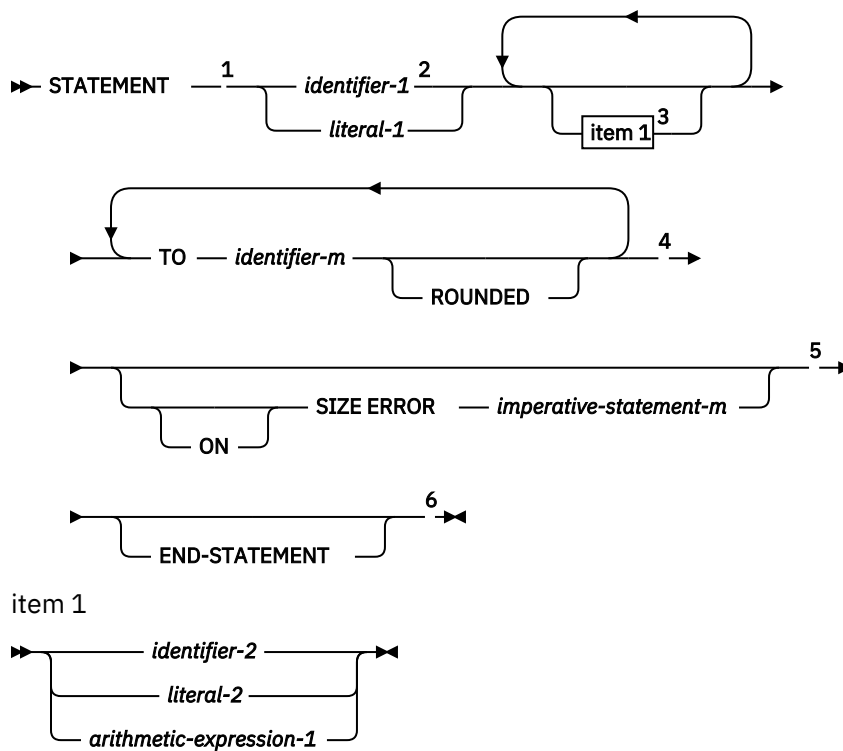 STATEMENT 1 identifier-1 2
literal-1 item 1 3
TO identifier-m 4
ROUNDED
5
SIZE ERROR imperative-statement-m
ON
6
END-STATEMENT
item 1
identifier-2
literal-2
arithmetic-expression-1